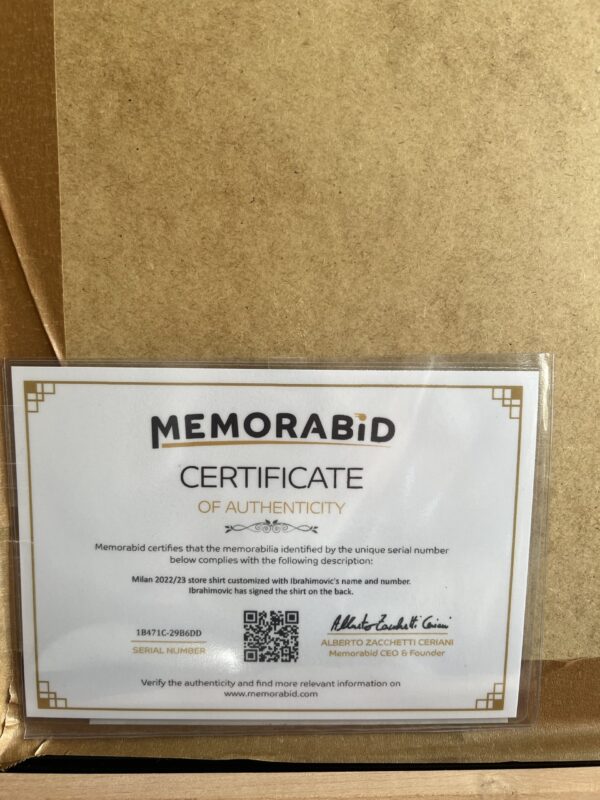 MEMORABiD
CERTIFICATE
OF AUTHENTICITY
Memorabid certifies that the memorabilia identified by the unique serial number
below complies with the following description:
Milan 2022/23 store shirt customized with Ibrahimovic's name and number.
Ibrahimovic has signed the shirt on the back.
1B471C-29B6DD
SERIAL NUMBER
Alberto Zacchetti Ceriani
ALBERTO ZACCHETTI CERIANI
Memorabid CEO & Founder
Verify the authenticity and find more relevant information on
www.memorabid.com